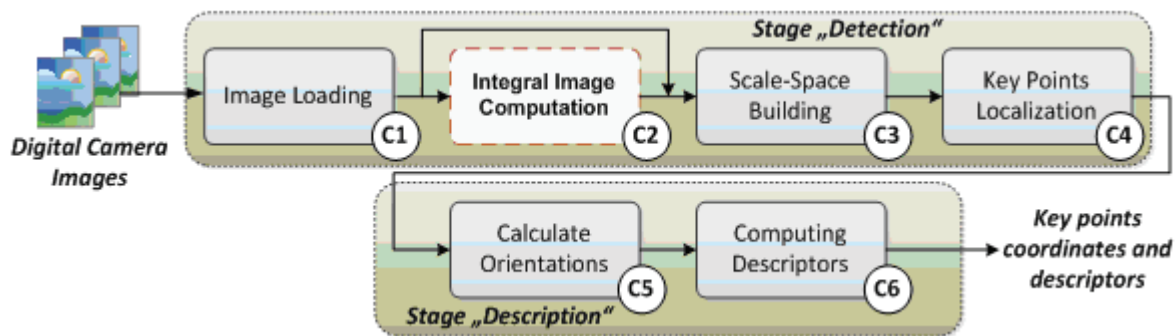 Stage „Detection“
Image Loading
C1
Integral Image
Computation
C2
Scale-Space
Building
C3
Key Points
Localization
C4
Digital Camera
Images
Calculate
Orientations
C5
Computing
Descriptors
C6
Key points
coordinates and
descriptors
Stage „Description“